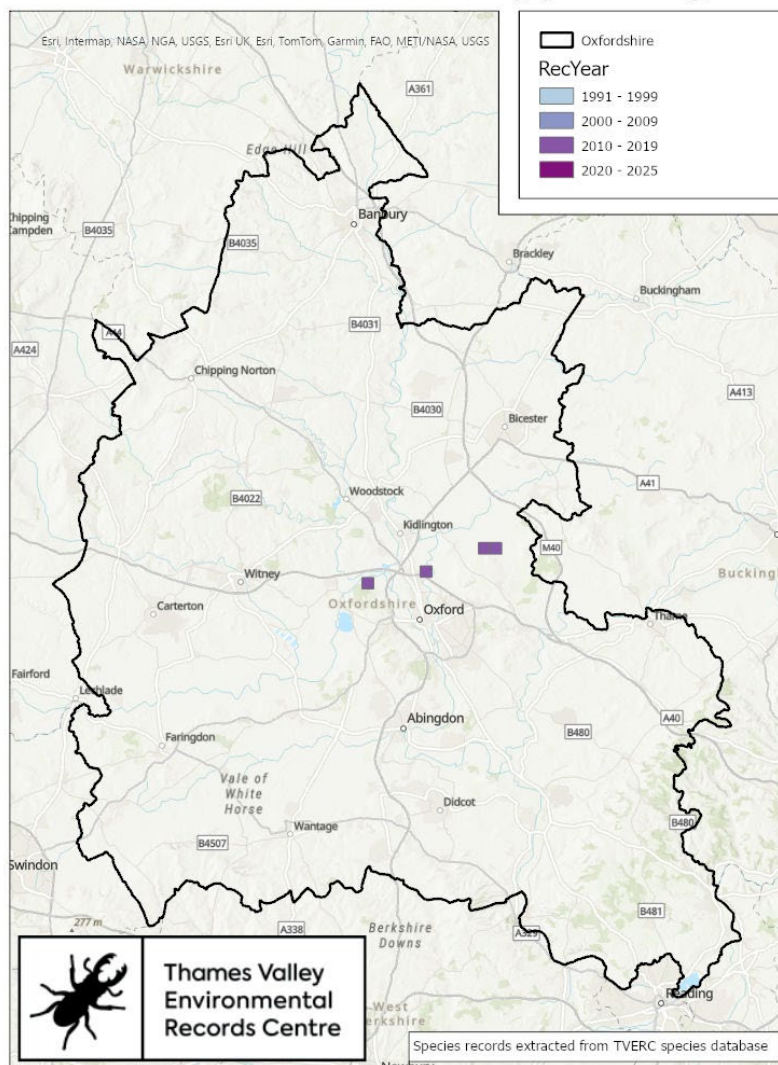 Esri, Intermap, NASA, NGA, USGS, Esri UK, Esri, TomTom, Garmin, FAO, METI/NASA, USGS
Oxfordshire
RecYear
1991 - 1999
2000 - 2009
2010 - 2019
2020 - 2025
Warwickshire
A361
Edge Hill
Chipping
Campden
B4035
B4035
Banbury
Brackley
Buckingham
A44
B4031
A424
Chipping Norton
A413
B4030
Bicester
B4022
Woodstock
A41
Kidlington
M40
Witney
Oxfordshire
Carterton
Oxford
Thame
Fairford
Lechlade
Abingdon
B480
A40
Faringdon
Vale of
White
Horse
Didcot
B480
Wantage
B4507
Swindon
B481
277 m
A338
Berkshire
Downs
A329
Reading
West
Thames Valley
Environmental
Records Centre
Species records extracted from TVERC species database